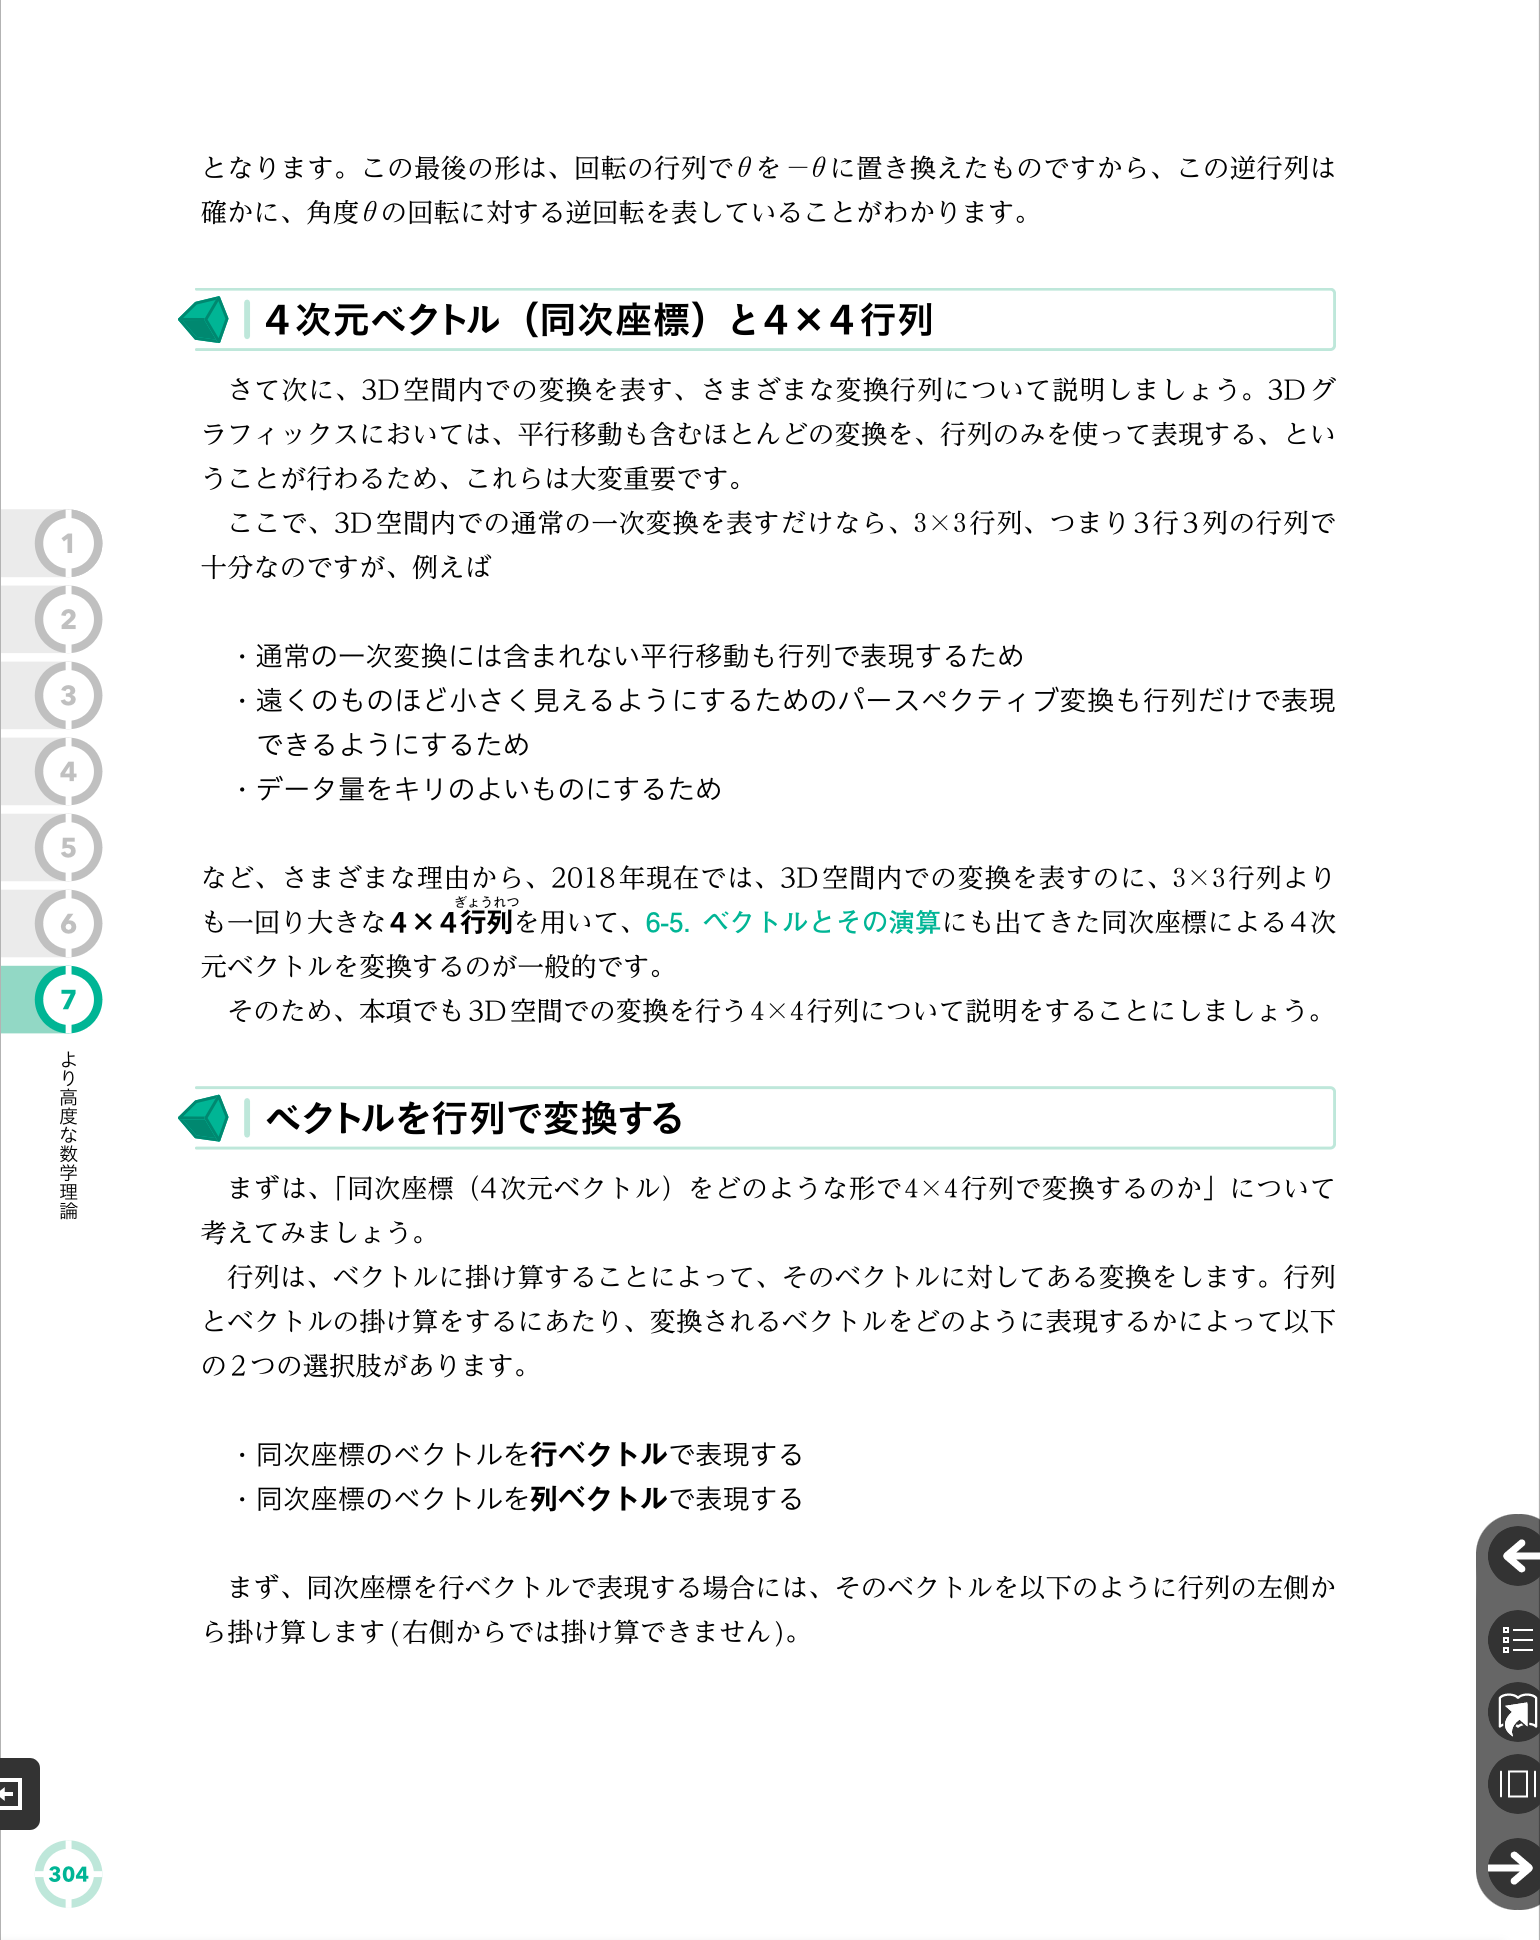 となります。この最後の形は、回転の行列でθを−θに置き換えたものですから、この逆行列は
確かに、角度θの回転に対する逆回転を表していることがわかります。
4次元ベクトル（同次座標）と4×4行列
さて次に、3D空間内での変換を表す、さまざまな変換行列について説明しましょう。3Dグ
ラフィックスにおいては、平行移動も含むほとんどの変換を、行列のみを使って表現する、とい
うことが行わるため、これらは大変重要です。
ここで、3D空間内での通常の一次変換を表すだけなら、3×3行列、つまり3行3列の行列で
十分なのですが、例えば
・通常の一次変換には含まれない平行移動も行列で表現するため
・遠くのものほど小さく見えるようにするためのパースペクティブ変換も行列だけで表現
できるようにするため
・データ量をキリのよいものにするため
など、さまざまな理由から、2018年現在では、3D空間内での変換を表すのに、3×3行列より
ぎょうれつ
も一回り大きな4×4行列を用いて、6-5. ベクトルとその演算にも出てきた同次座標による4次
元ベクトルを変換するのが一般的です。
そのため、本項でも3D空間での変換を行う4×4行列について説明をすることにしましょう。
ベクトルを行列で変換する
まずは、「同次座標（4次元ベクトル）をどのような形で4×4行列で変換するのか」について
考えてみましょう。
行列は、ベクトルに掛け算することによって、そのベクトルに対してある変換をします。行列
とベクトルの掛け算をするにあたり、変換されるベクトルをどのように表現するかによって以下
の2つの選択肢があります。
・同次座標のベクトルを行ベクトルで表現する
・同次座標のベクトルを列ベクトルで表現する
まず、同次座標を行ベクトルで表現する場合には、そのベクトルを以下のように行列の左側か
ら掛け算します(右側からでは掛け算できません)。
1
2
3
4
5
6
7
より高度な数学理論
304